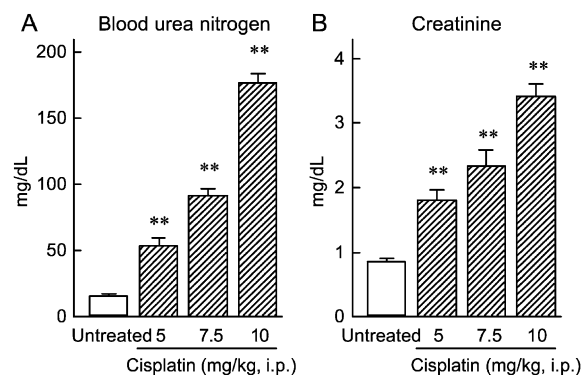 A Blood urea nitrogen
mg/dL
200
150
100
50
0
** ** **
Untreated 5 7.5 10
Cisplatin (mg/kg, i.p.)
B Creatinine
mg/dL
4
3
2
1
0
** ** **
Untreated 5 7.5 10
Cisplatin (mg/kg, i.p.)